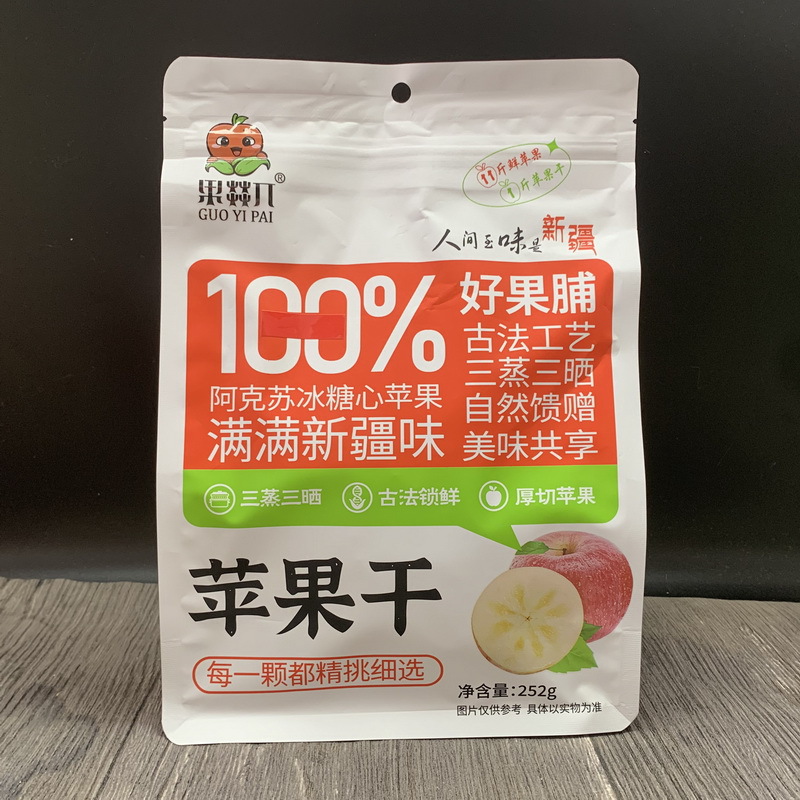 果艿丌®
GUO YI PAI
11斤鲜苹果
1斤苹果干
人间至味是新疆
100%
阿克苏冰糖心苹果
满满新疆味
好果脯
古法工艺
三蒸三晒
自然馈赠
美味共享
三蒸三晒
古法锁鲜
厚切苹果
苹果干
每一颗都精挑细选
净含量:252g
图片仅供参考 具体以实物为准